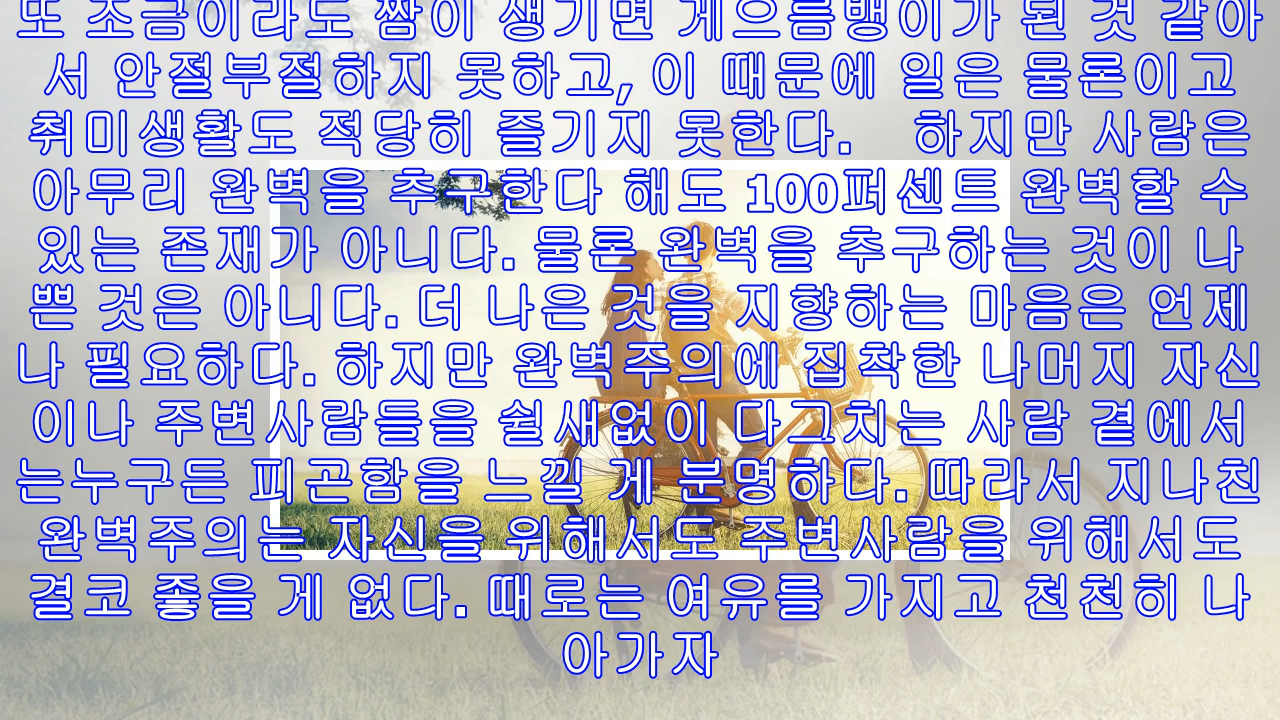 또 조금이라도 짬이 생기면 게으름뱅이가 된 것 같아
서 안절부절하지 못하고, 이 때문에 일은 물론이고
취미생활도 적당히 즐기지 못한다. 하지만 사람은
아무리 완벽을 추구한다 해도 100퍼센트 완벽할 수
있는 존재가 아니다. 물론 완벽을 추구하는 것이 나
쁜 것은 아니다. 더 나은 것을 지향하는 마음은 언제
나 필요하다. 하지만 완벽주의에 집착한 나머지 자신
이나 주변사람들을 쉴새없이 다그치는 사람 곁에서
는누구든 피곤함을 느낄 게 분명하다. 따라서 지나친
완벽주의는 자신을 위해서도 주변사람을 위해서도
결코 좋을 게 없다. 때로는 여유를 가지고 천천히 나
아가자